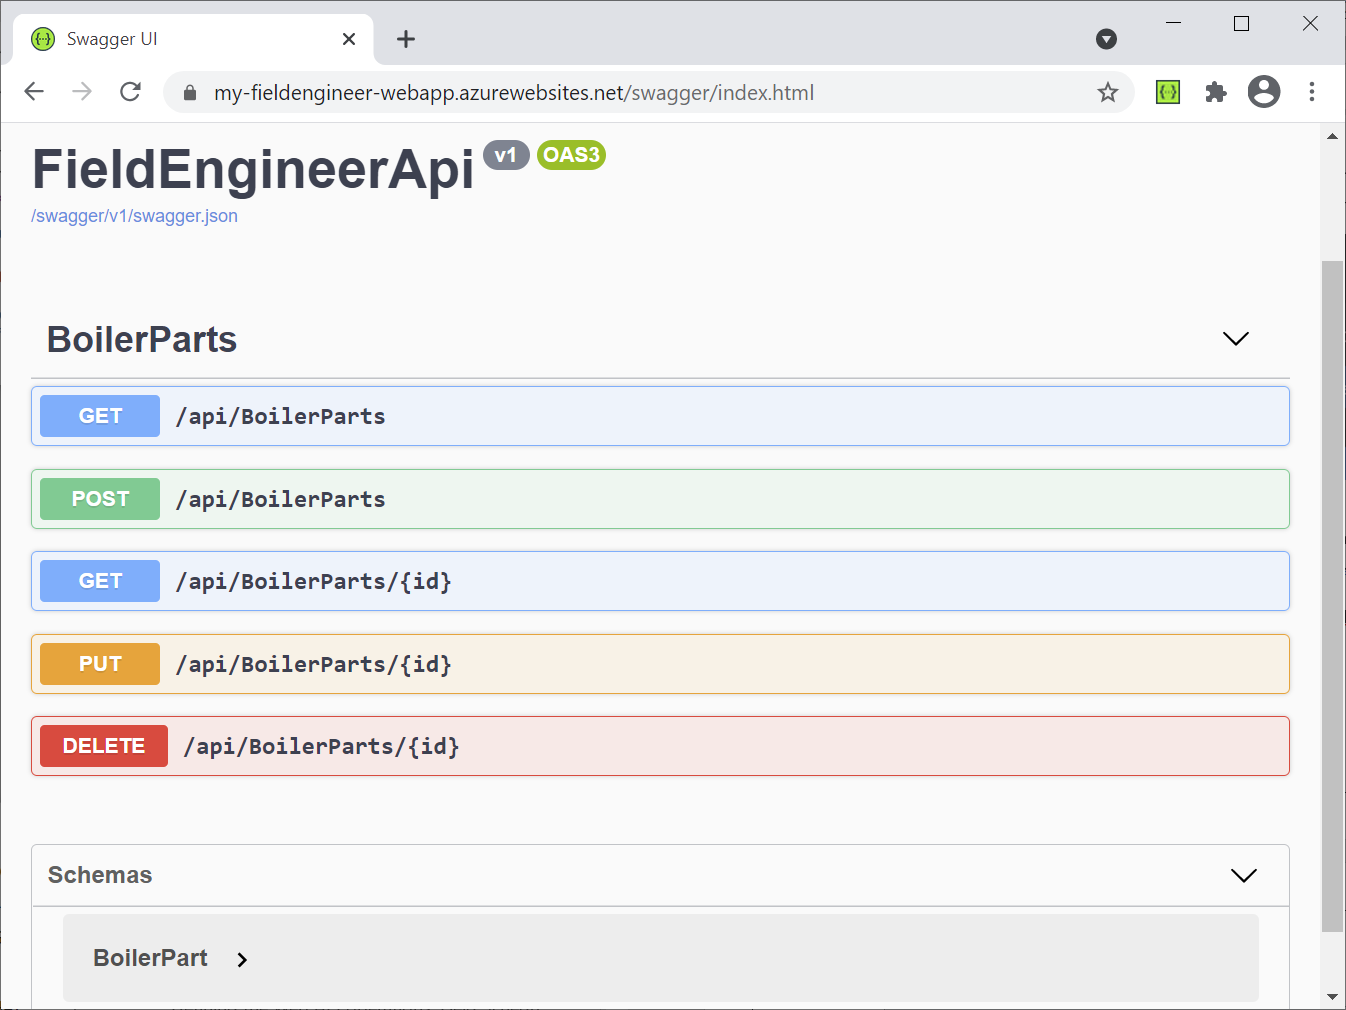 Swagger UI
my-fieldengineer-webapp.azurewebsites.net/swagger/index.html
FieldEngineerApi v1 OAS3
/swagger/v1/swagger.json
BoilerParts
GET /api/BoilerParts
POST /api/BoilerParts
GET /api/BoilerParts/{id}
PUT /api/BoilerParts/{id}
DELETE /api/BoilerParts/{id}
Schemas
BoilerPart